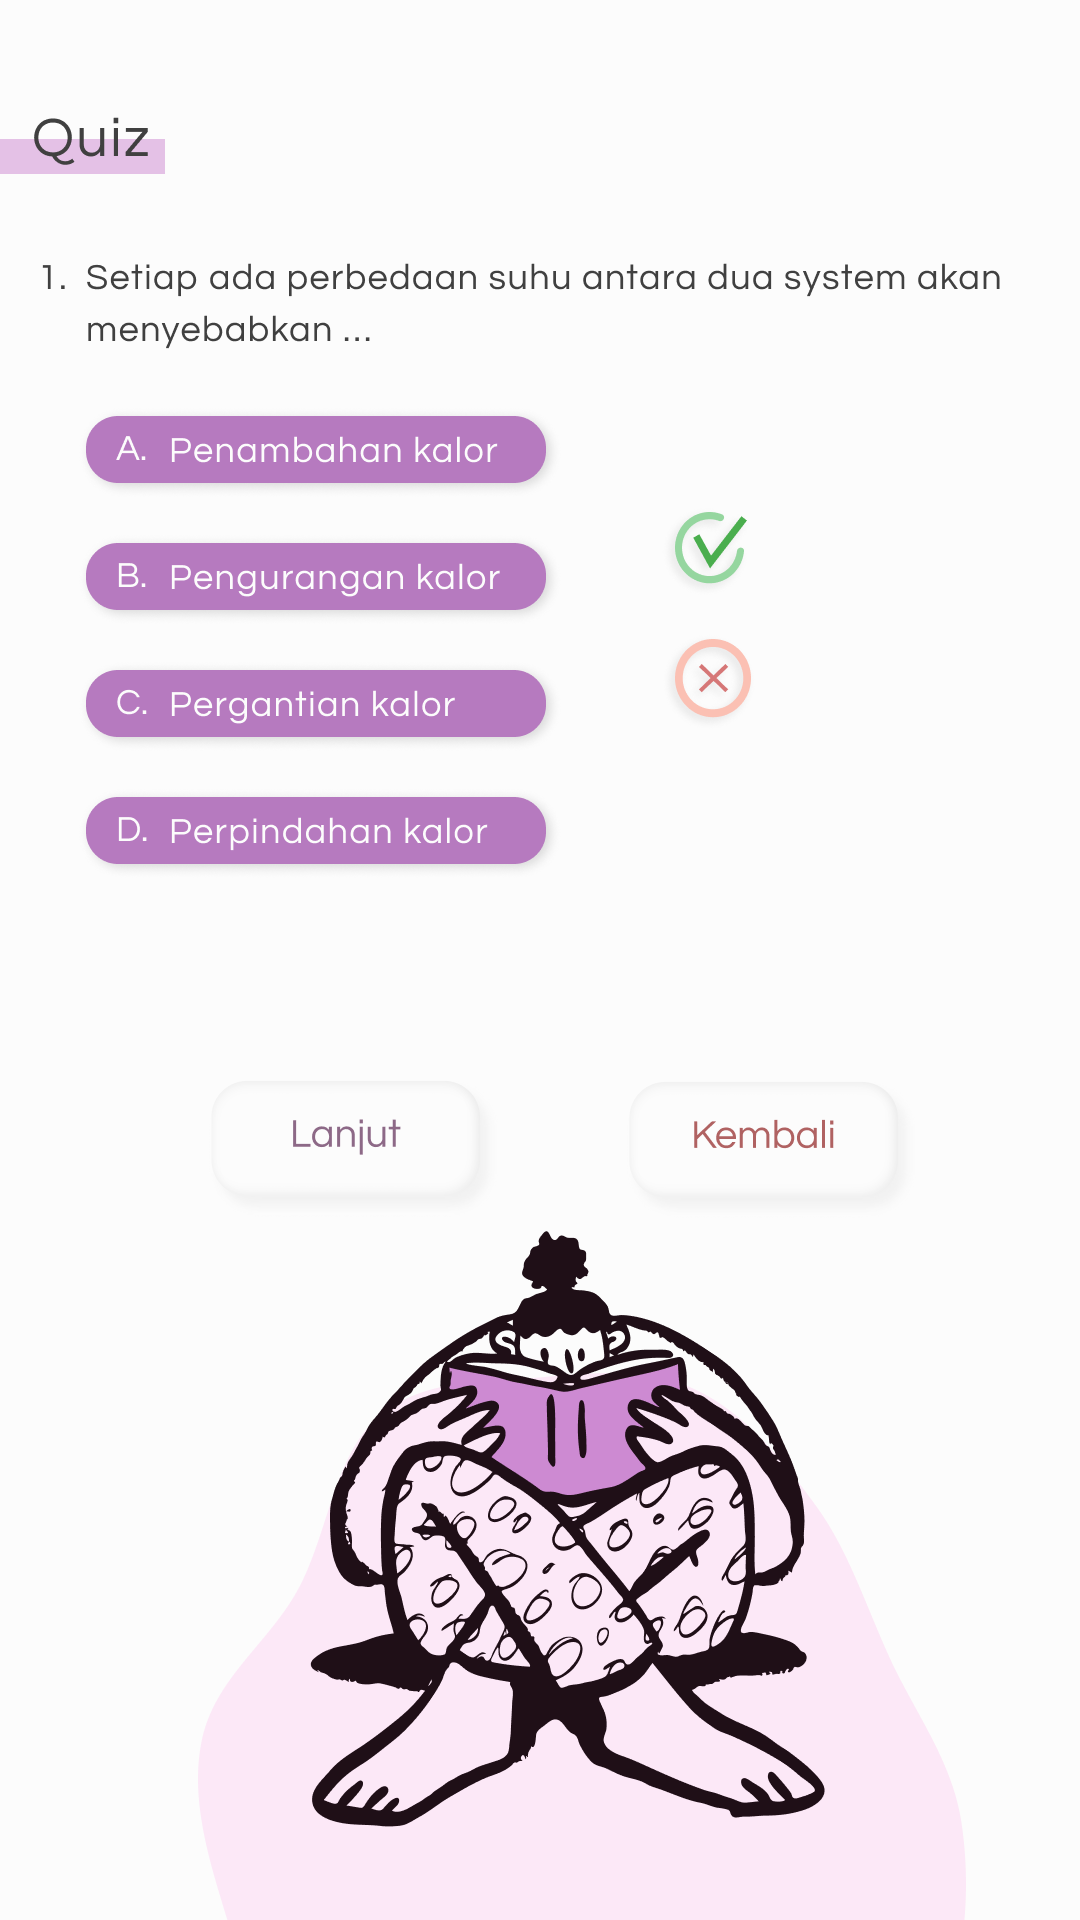 Quiz
1. Setiap ada perbedaan suhu antara dua system akan
menyebabkan ...
A. Penambahan kalor
B. Pengurangan kalor
C. Pergantian kalor
D. Perpindahan kalor
Lanjut Kembali